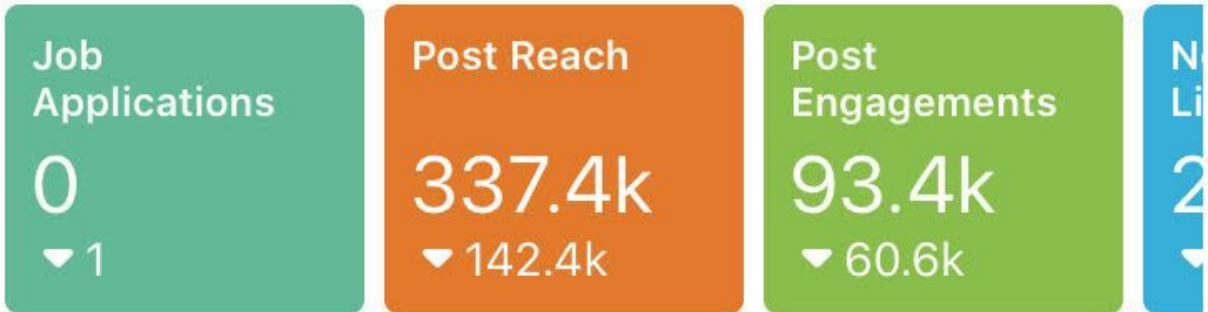 Job
Applications
0
1
Post Reach
337.4k
142.4k
Post
Engagements
93.4k
60.6k